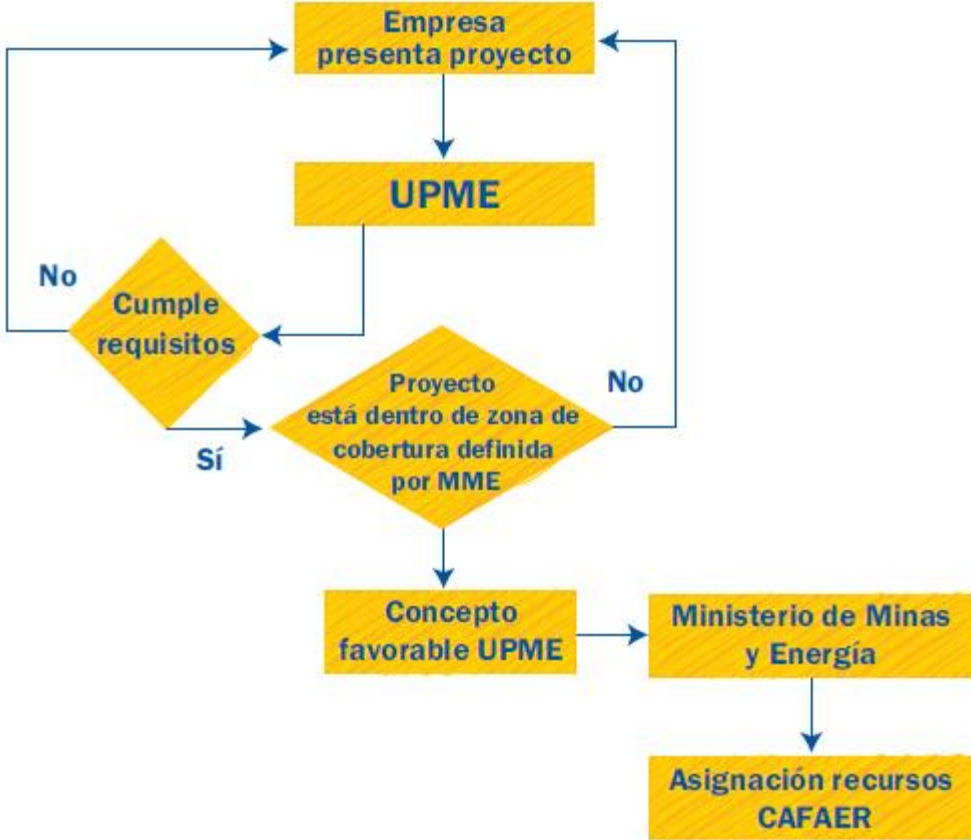 Empresa
presenta proyecto
UPME
No
Cumple
requisitos
Sí
Proyecto
está dentro de zona de
cobertura definida
por MME
No
Concepto
favorable UPME
Ministerio de Minas
y Energía
Asignación recursos
CAFAER